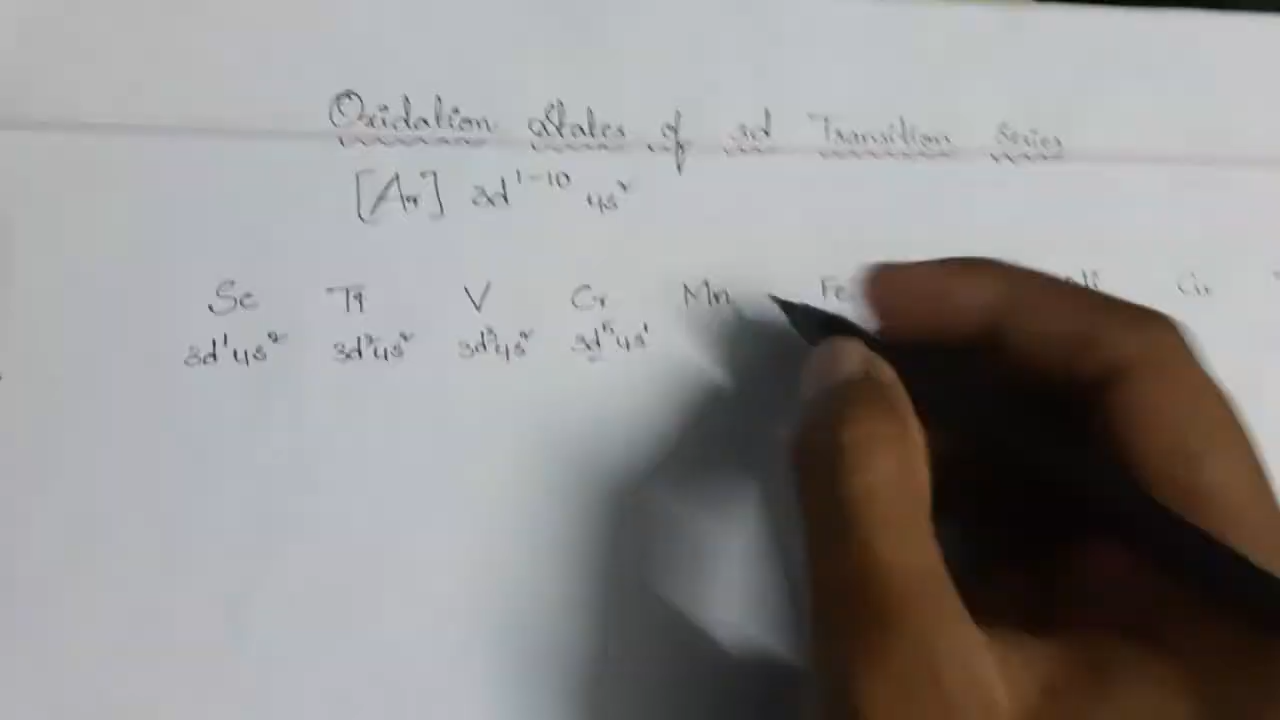 Oxidation states of 3d Transition Series
[Ar] 3d¹⁻¹⁰ 4s²
Sc Ti V Cr Mn Fe
3d¹4s² 3d²4s² 3d³4s² 3d⁵4s¹